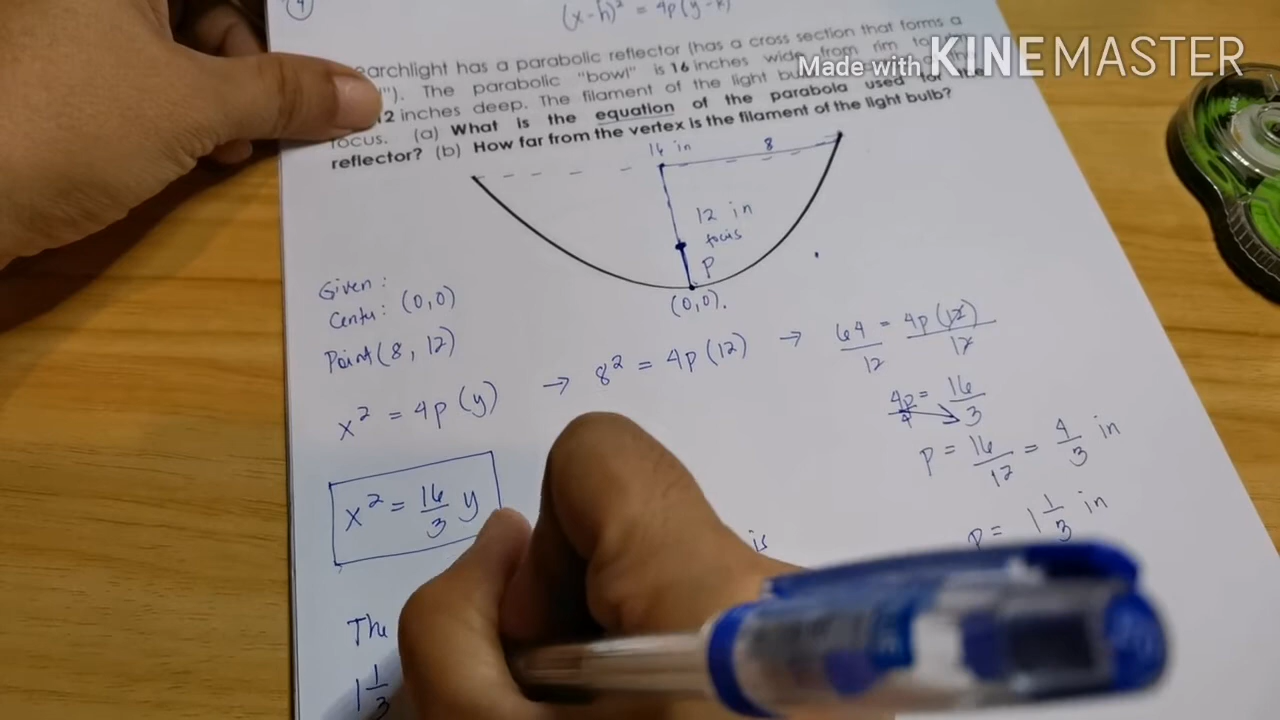 4
(x-h)² = 4p(y-k)
Made with KINEMASTER
earchlight has a parabolic reflector (has a cross section that forms a
"). The parabolic "bowl" is 16 inches wide from rim to
12 inches deep. The filament of the light
focus. (a) What is the equation of the parabola used for the
reflector? (b) How far from the vertex is the filament of the light bulb?
16 in
8
12 in
focus
P
(0,0).
Given:
Center: (0,0)
Point (8, 12)
x² = 4p (y) → 8² = 4p (12) → 64/12 = 4p(12)/12
4p/4 = 16/3
p = 16/12 = 4/3 in
x² = 16/3 y
p = 1 1/3 in
is
The
1 1/3